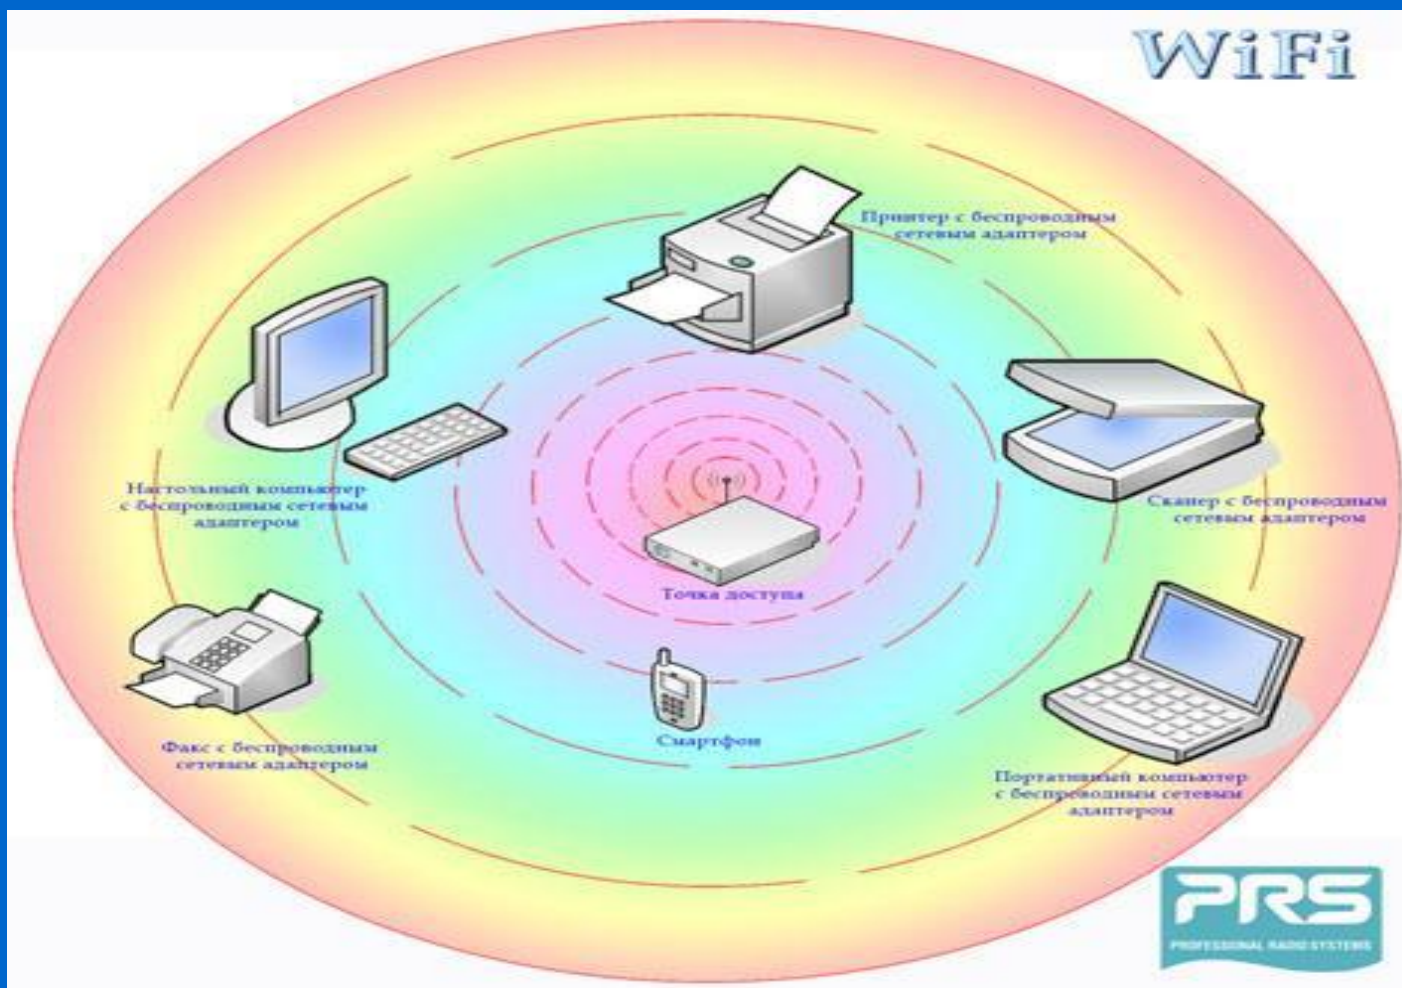 WiFi
Принтер с беспроводным
сетевым адаптером
Настольный компьютер
с беспроводным сетевым
адаптером
Сканер с беспроводным
сетевым адаптером
Точка доступа
Факс с беспроводным
сетевым адаптером
Смартфон
Портативный компьютер
с беспроводным сетевым
адаптером
PRS
PROFESSIONAL RADIO SYSTEMS